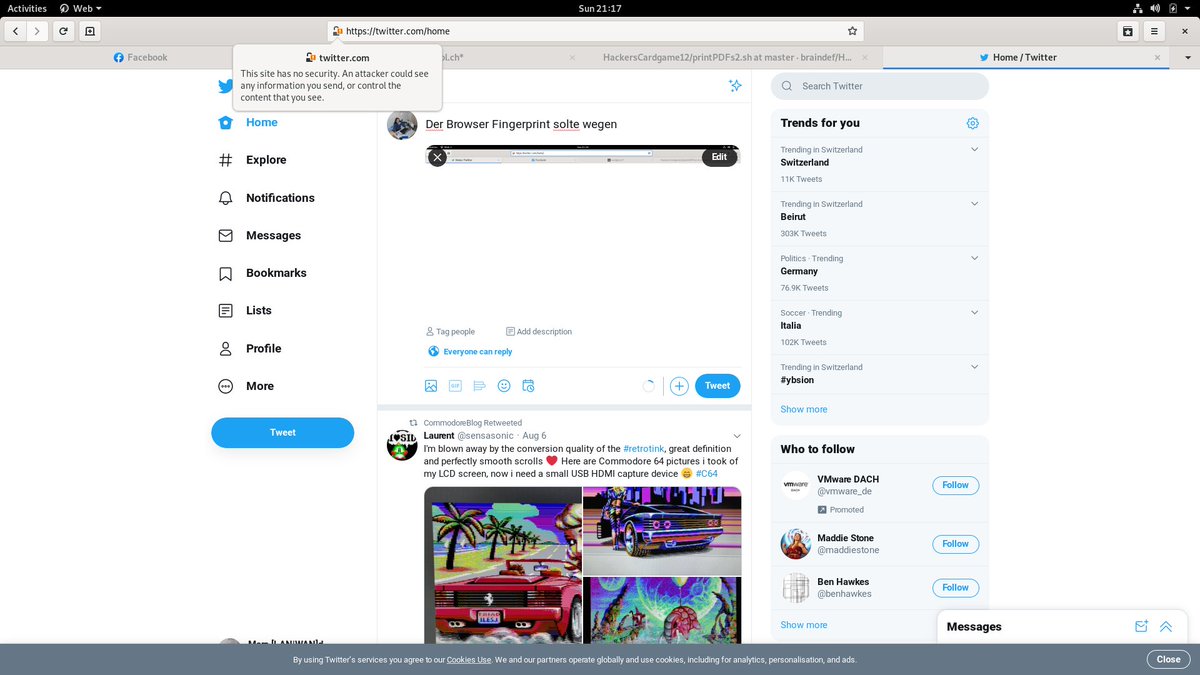 Activities
Web
Sun 21:17
https://twitter.com/home
Facebook
ol.ch*
HackersCardgame12/printPDFs2.sh at master · braindef/H...
Home / Twitter
twitter.com
This site has no security. An attacker could see
any information you send, or control the
content that you see.
Home
Explore
Notifications
Messages
Bookmarks
Lists
Profile
More
Tweet
Der Browser Fingerprint solte wegen
Edit
Tag people
Add description
Everyone can reply
GIF
Tweet
CommodoreBlog Retweeted
Laurent @sensasonic · Aug 6
I'm blown away by the conversion quality of the #retrotink, great definition
and perfectly smooth scrolls ❤️ Here are Commodore 64 pictures i took of
my LCD screen, now i need a small USB HDMI capture device 😁 #C64
Search Twitter
Trends for you
Trending in Switzerland
Switzerland
11K Tweets
Trending in Switzerland
Beirut
303K Tweets
Politics · Trending
Germany
76.9K Tweets
Soccer · Trending
Italia
102K Tweets
Trending in Switzerland
#ybsion
Show more
Who to follow
vmware
DACH
VMware DACH
@vmware_de
Follow
Promoted
Maddie Stone
@maddiestone
Follow
Ben Hawkes
@benhawkes
Follow
Show more
Messages
By using Twitter's services you agree to our Cookies Use. We and our partners operate globally and use cookies, including for analytics, personalisation, and ads.
Close